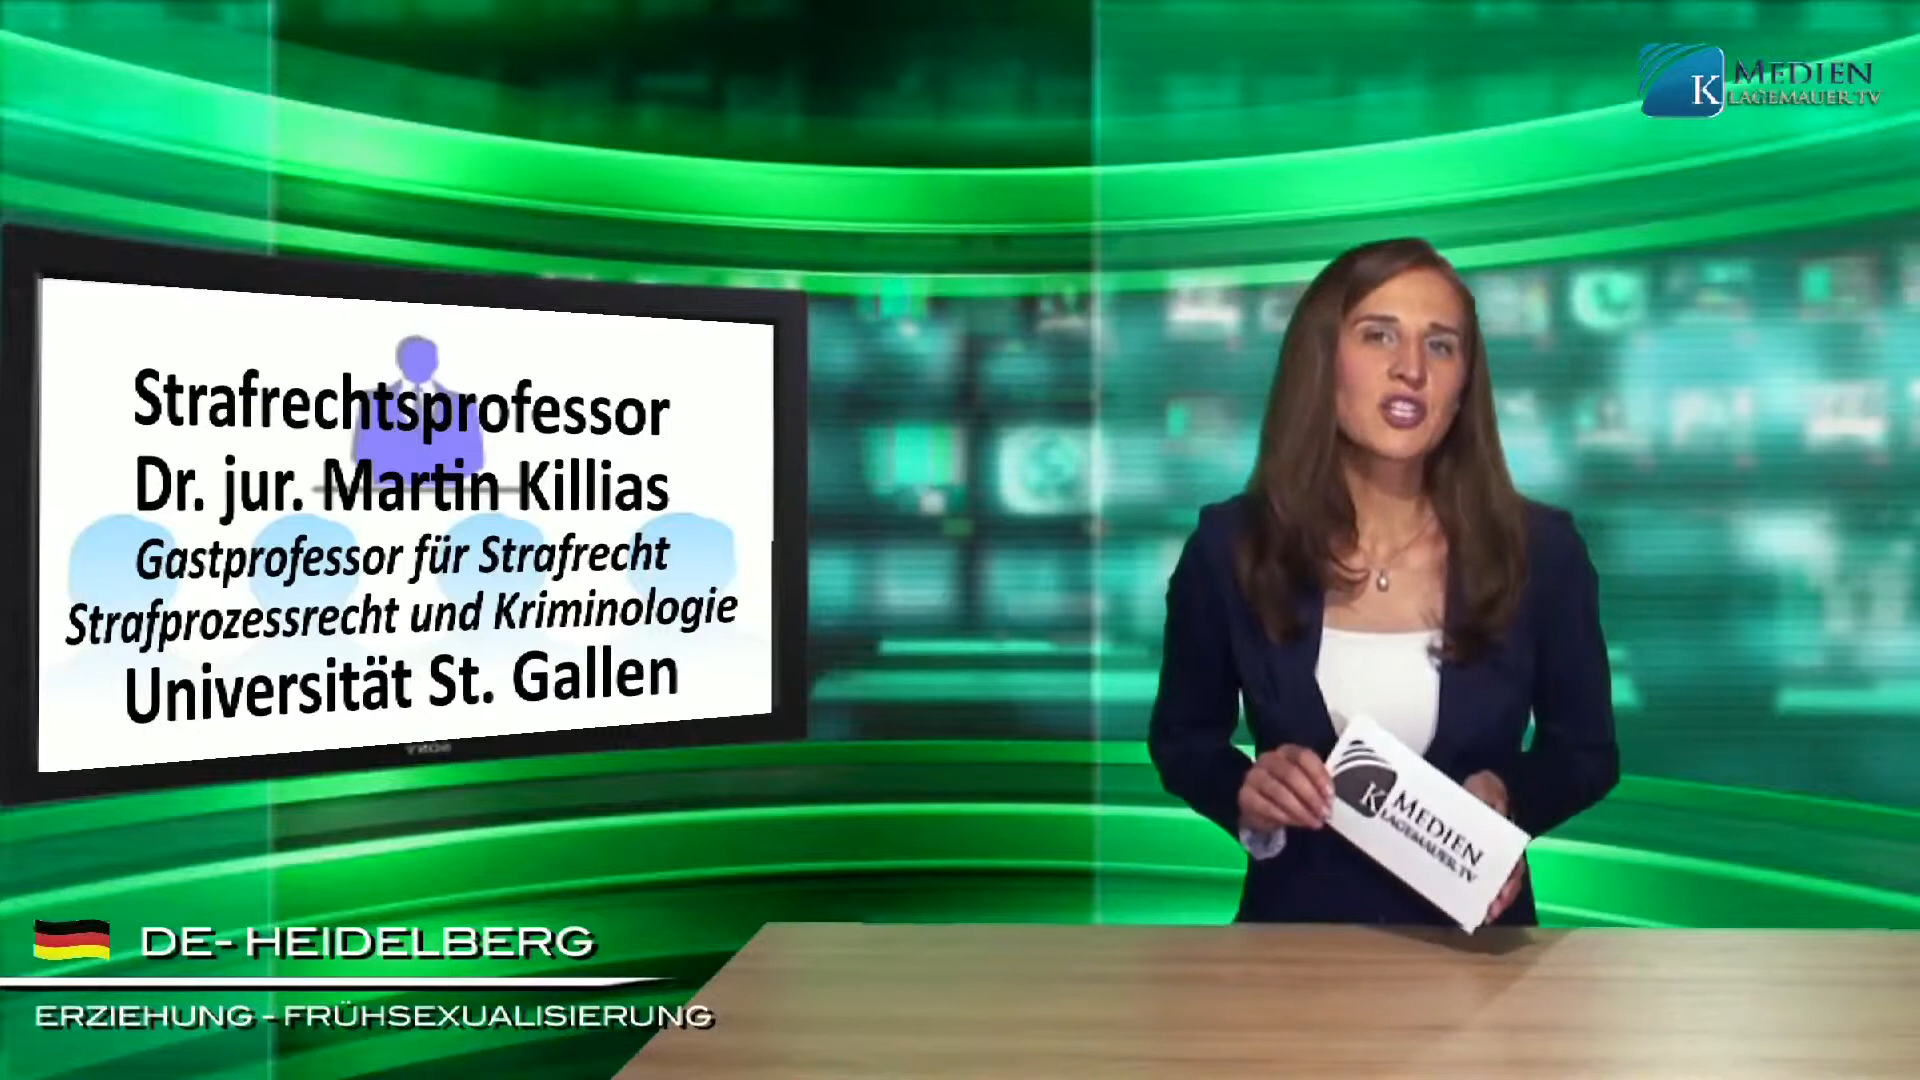 MEDIEN
KLAGEMAUER.TV
Strafrechtsprofessor
Dr. jur. Martin Killias
Gastprofessor für Strafrecht
Strafprozessrecht und Kriminologie
Universität St. Gallen
SONY
MEDIEN
KLAGEMAUER.TV
DE- HEIDELBERG
ERZIEHUNG - FRÜHSEXUALISIERUNG